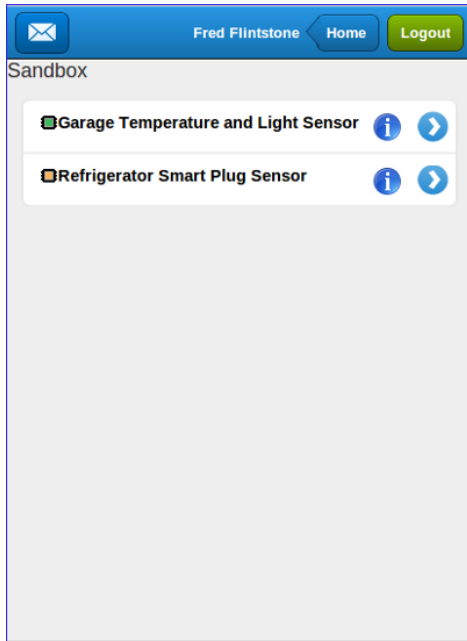 Fred Flintstone Home Logout
Sandbox
Garage Temperature and Light Sensor
Refrigerator Smart Plug Sensor